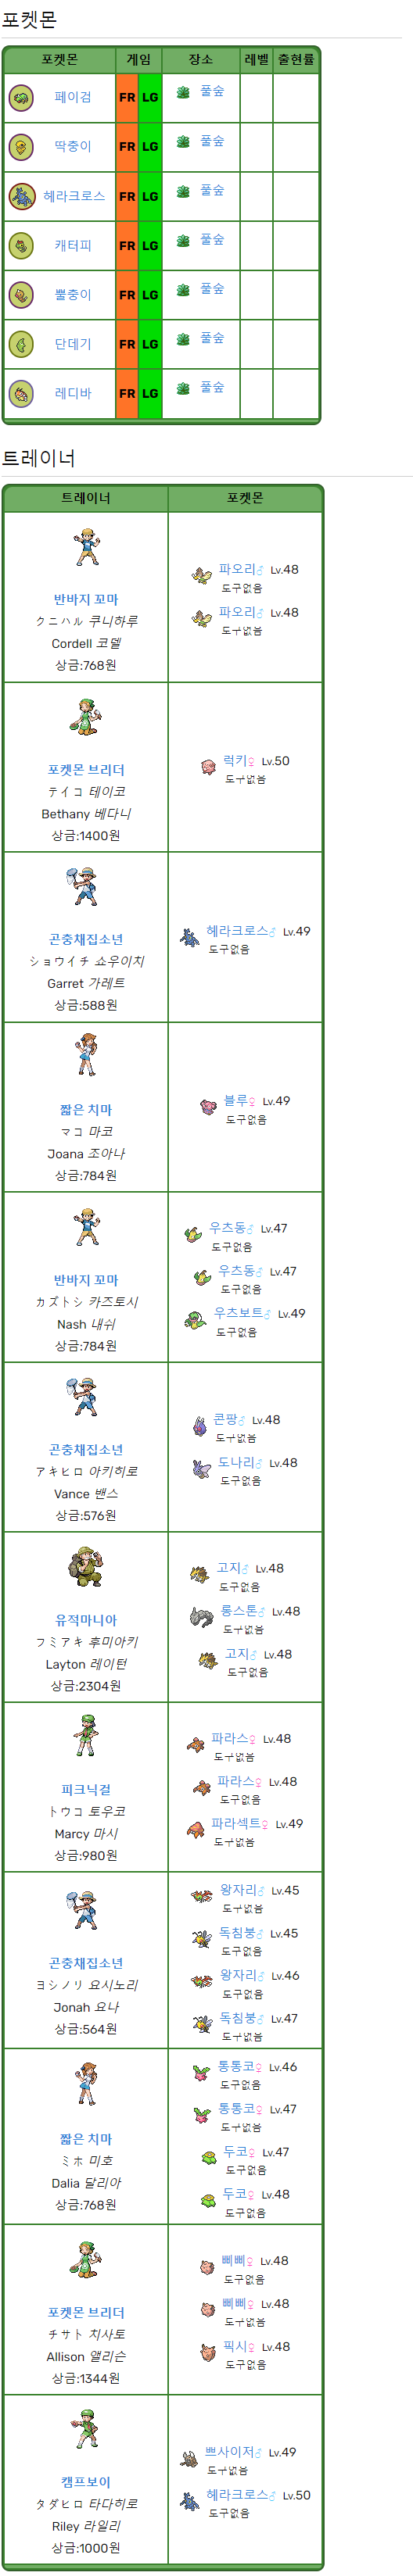 포켓몬
포켓몬 게임 장소 레벨 출현률
페이검 FR LG 풀숲
딱충이 FR LG 풀숲
헤라크로스 FR LG 풀숲
캐터피 FR LG 풀숲
뿔충이 FR LG 풀숲
단데기 FR LG 풀숲
레디바 FR LG 풀숲
트레이너
트레이너 포켓몬
반바지 꼬마
クニハル 쿠니하루
Cordell 코델
상금:768원
파오리♂ Lv.48
도구없음
파오리♂ Lv.48
도구없음
포켓몬 브리더
テイコ 테이코
Bethany 베다니
상금:1400원
럭키♀ Lv.50
도구없음
곤충채집소년
ショウイチ 쇼우이치
Garret 가레트
상금:588원
헤라크로스♂ Lv.49
도구없음
짧은 치마
マコ 마코
Joana 조아나
상금:784원
블루♀ Lv.49
도구없음
반바지 꼬마
カズトシ 카즈토시
Nash 내쉬
상금:784원
우츠동♂ Lv.47
도구없음
우츠동♂ Lv.47
도구없음
우츠보트♂ Lv.49
도구없음
곤충채집소년
アキヒロ 아키히로
Vance 밴스
상금:576원
콘팡♂ Lv.48
도구없음
도나리♂ Lv.48
도구없음
유적마니아
フミアキ 후미아키
Layton 레이턴
상금:2304원
고지♂ Lv.48
도구없음
롱스톤♂ Lv.48
도구없음
고지♂ Lv.48
도구없음
피크닉걸
トウコ 토우코
Marcy 마시
상금:980원
파라스♀ Lv.48
도구없음
파라스♀ Lv.48
도구없음
파라섹트♀ Lv.49
도구없음
곤충채집소년
ヨシノリ 요시노리
Jonah 요나
상금:564원
왕자리♂ Lv.45
도구없음
독침붕♂ Lv.45
도구없음
왕자리♂ Lv.46
도구없음
독침붕♂ Lv.47
도구없음
짧은 치마
ミホ 미호
Dalia 달리아
상금:768원
통통코♀ Lv.46
도구없음
통통코♀ Lv.47
도구없음
두코♀ Lv.47
도구없음
두코♀ Lv.48
도구없음
포켓몬 브리더
チサト 치사토
Allison 앨리슨
상금:1344원
삐삐♀ Lv.48
도구없음
삐삐♀ Lv.48
도구없음
픽시♀ Lv.48
도구없음
캠프보이
タダヒロ 타다히로
Riley 라일리
상금:1000원
쁘사이저♂ Lv.49
도구없음
헤라크로스♂ Lv.50
도구없음